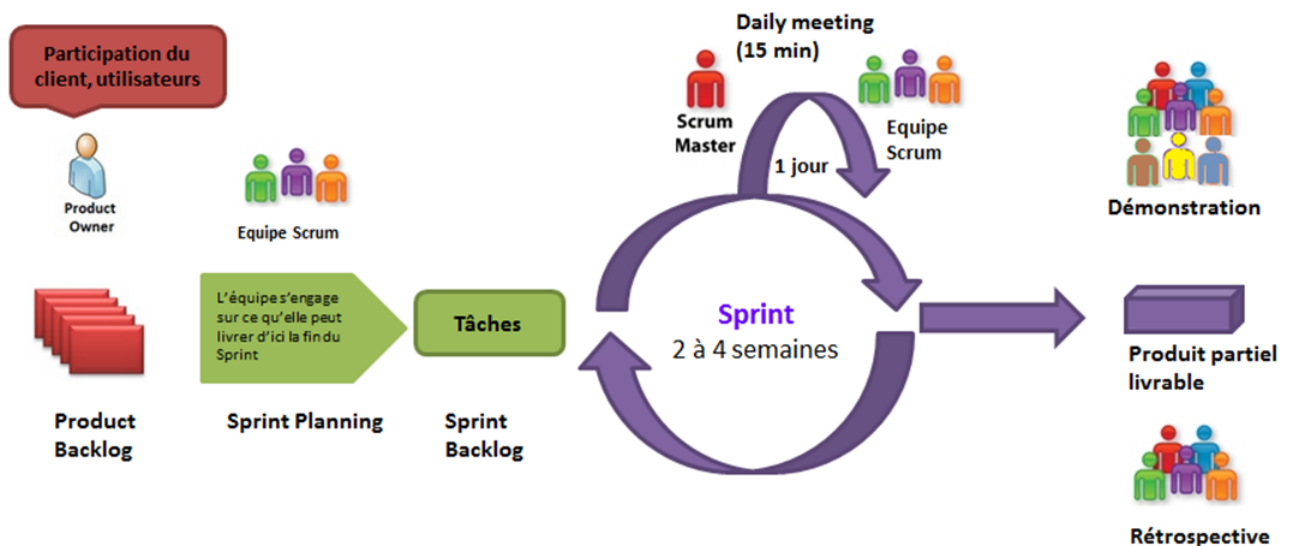 Participation du
client, utilisateurs
Product
Owner
Equipe Scrum
L'équipe s'engage
sur ce qu'elle peut
livrer d'ici la fin du
Sprint
Tâches
Product
Backlog
Sprint Planning
Sprint
Backlog
Daily meeting
(15 min)
Scrum
Master
1 jour
Equipe
Scrum
Sprint
2 à 4 semaines
Démonstration
Produit partiel
livrable
Rétrospective